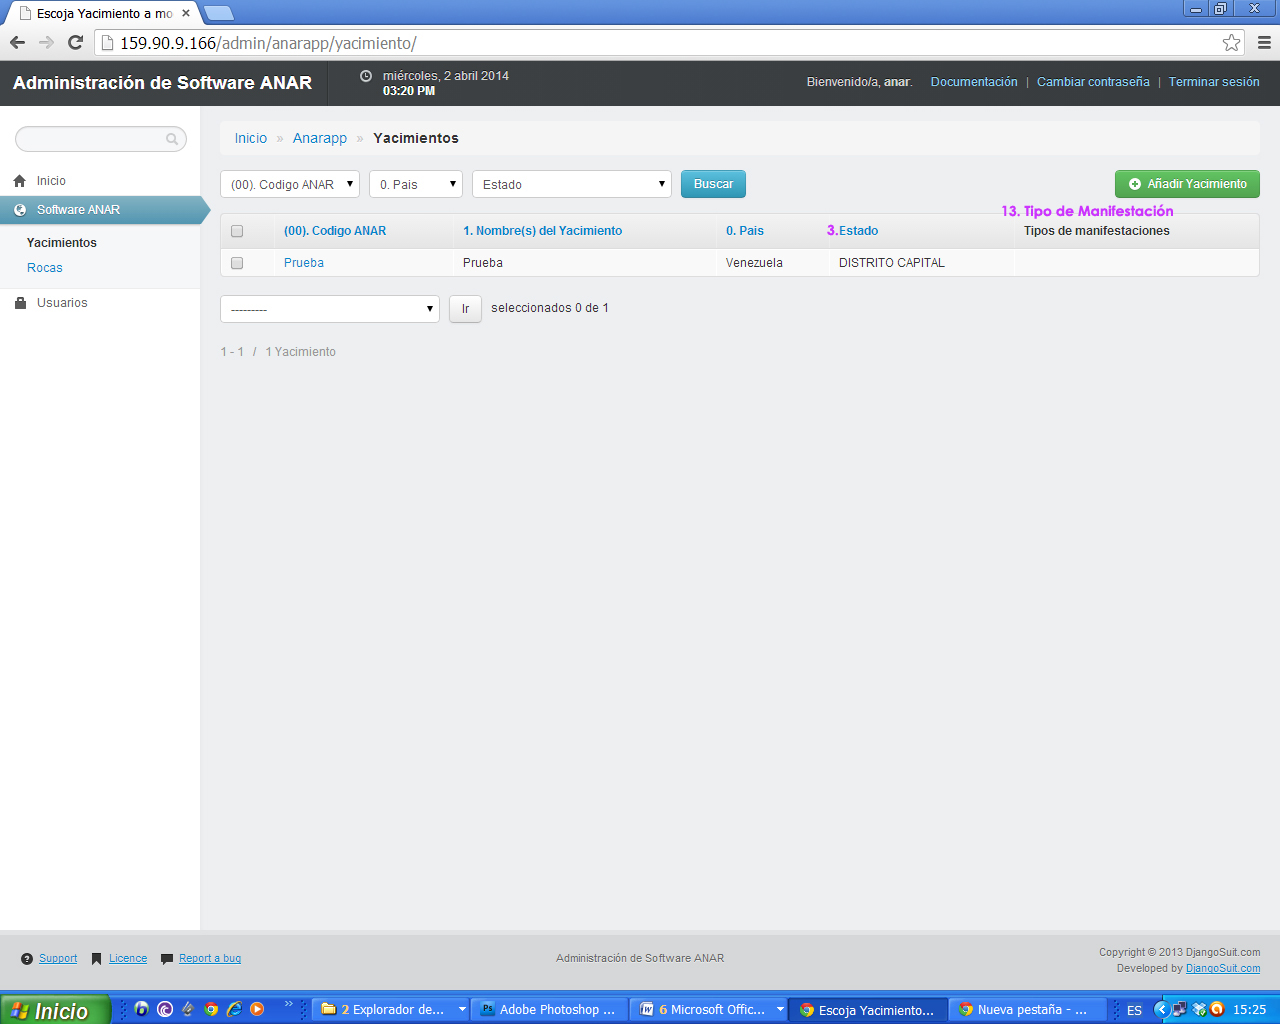 Escoja Yacimiento a mo
159.90.9.166/admin/anarapp/yacimiento/
Administración de Software ANAR
miércoles, 2 abril 2014
03:20 PM
Bienvenido/a, anar.
Documentación | Cambiar contraseña | Terminar sesión
Inicio
Software ANAR
Yacimientos
Rocas
Usuarios
Inicio » Anarapp » Yacimientos
(00). Codigo ANAR
0. Pais
Estado
Buscar
Añadir Yacimiento
13. Tipo de Manifestación
(00). Codigo ANAR 1. Nombre(s) del Yacimiento 0. Pais 3. Estado Tipos de manifestaciones
Prueba Prueba Venezuela DISTRITO CAPITAL
---------
Ir
seleccionados 0 de 1
1 - 1 / 1 Yacimiento
Support
Licence
Report a bug
Administración de Software ANAR
Copyright © 2013 DjangoSuit.com
Developed by DjangoSuit.com
Inicio
2 Explorador de...
Adobe Photoshop ...
6 Microsoft Offic...
Escoja Yacimiento...
Nueva pestaña - ...
ES
15:25